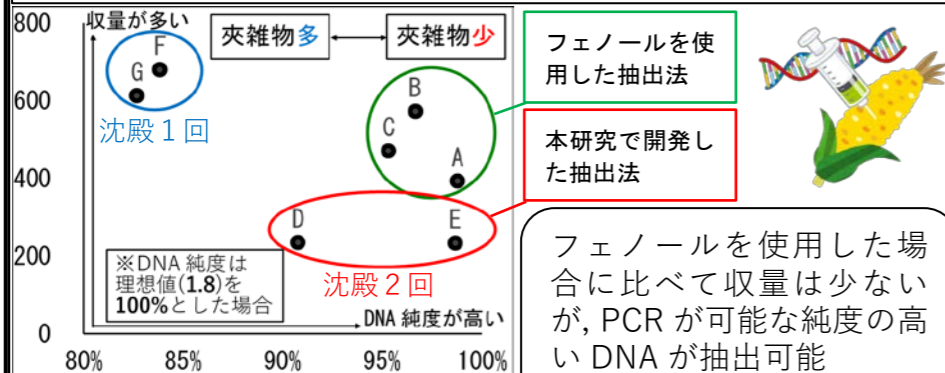 800
600
400
200
0
収量が多い
夾雑物多
夾雑物少
F
G
沈殿1回
B
C
A
D
E
沈殿2回
※DNA 純度は
理想値(1.8)を
100%とした場合
DNA 純度が高い
80%
85%
90%
95%
100%
フェノールを使
用した抽出法
本研究で開発し
た抽出法
フェノールを使用した場
合に比べて収量は少ない
が, PCR が可能な純度の高
い DNA が抽出可能